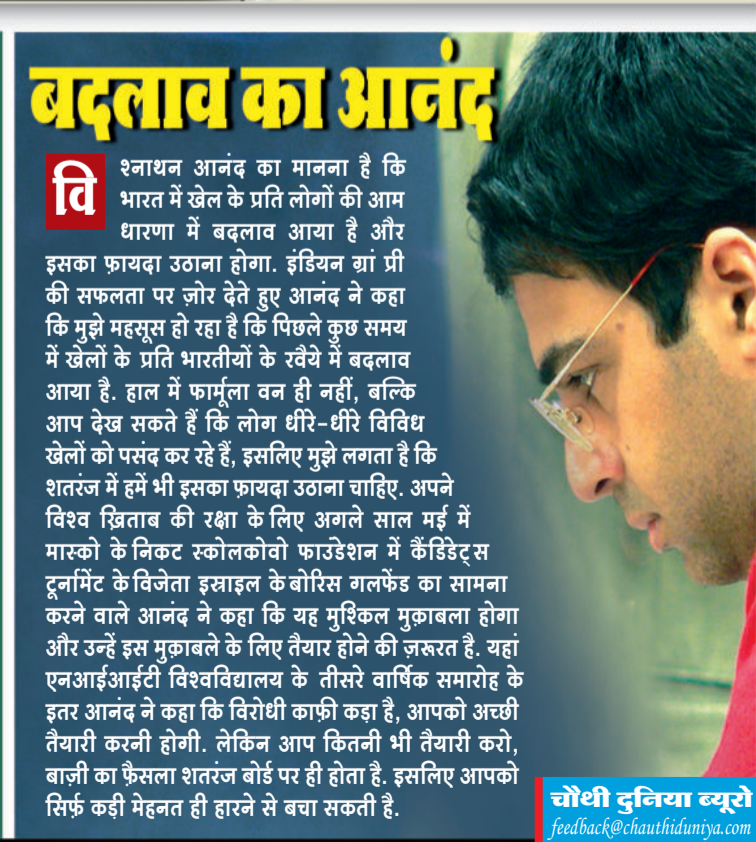 बदलाव का आनंद
विश्नाथन आनंद का मानना है कि
भारत में खेल के प्रति लोगों की आम
धारणा में बदलाव आया है और
इसका फ़ायदा उठाना होगा. इंडियन ग्रां प्री
की सफलता पर ज़ोर देते हुए आनंद ने कहा
कि मुझे महसूस हो रहा है कि पिछले कुछ समय
में खेलों के प्रति भारतीयों के रवैये में बदलाव
आया है. हाल में फार्मूला वन ही नहीं, बल्कि
आप देख सकते हैं कि लोग धीरे-धीरे विविध
खेलों को पसंद कर रहे हैं, इसलिए मुझे लगता है कि
शतरंज में हमें भी इसका फ़ायदा उठाना चाहिए. अपने
विश्व ख़िताब की रक्षा के लिए अगले साल मई में
मास्को के निकट स्कोलकोवो फाउंडेशन में कैंडिडेट्स
टूर्नामेंट के विजेता इस्राइल के बोरिस गलफेंड का सामना
करने वाले आनंद ने कहा कि यह मुश्किल मुक़ाबला होगा
और उन्हें इस मुक़ाबले के लिए तैयार होने की ज़रूरत है. यहां
एनआईआईटी विश्वविद्यालय के तीसरे वार्षिक समारोह के
इतर आनंद ने कहा कि विरोधी काफ़ी कड़ा है, आपको अच्छी
तैयारी करनी होगी. लेकिन आप कितनी भी तैयारी करो,
बाज़ी का फ़ैसला शतरंज बोर्ड पर ही होता है. इसलिए आपको
सिर्फ़ कड़ी मेहनत ही हारने से बचा सकती है.
चौथी दुनिया ब्यूरो
feedback@chauthiduniya.com